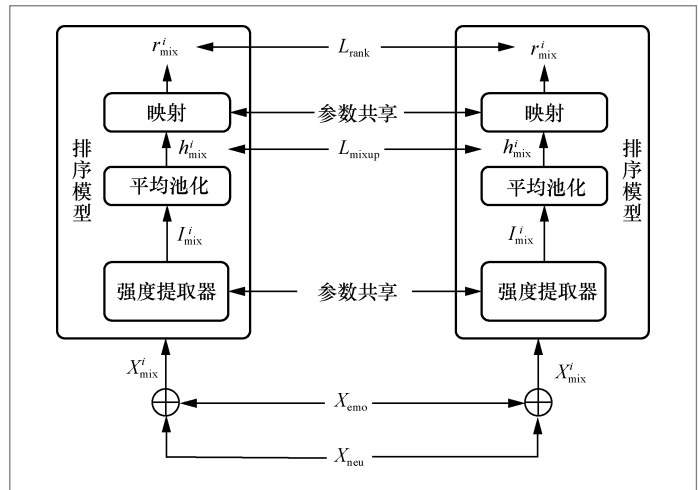 r^i_mix L_rank r^i_mix
映射 参数共享 映射
h^i_mix L_mixup h^i_mix
排序模型 排序模型
平均池化 平均池化
I^i_mix I^i_mix
强度提取器 参数共享 强度提取器
X^i_mix X^i_mix
X_emo
X_neu